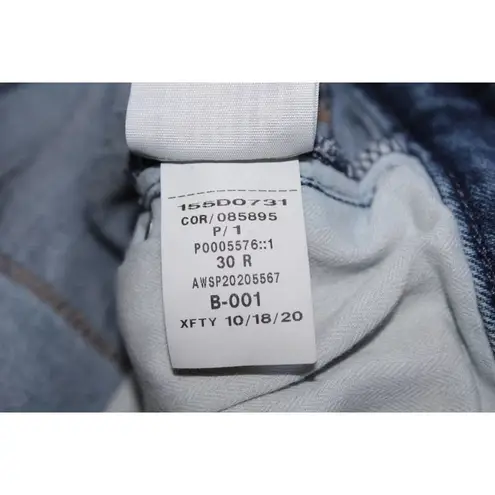 155D0731
COR/085895
P/1
P0005576::1
30 R
AWSP20205567
B-001
XFTY 10/18/20